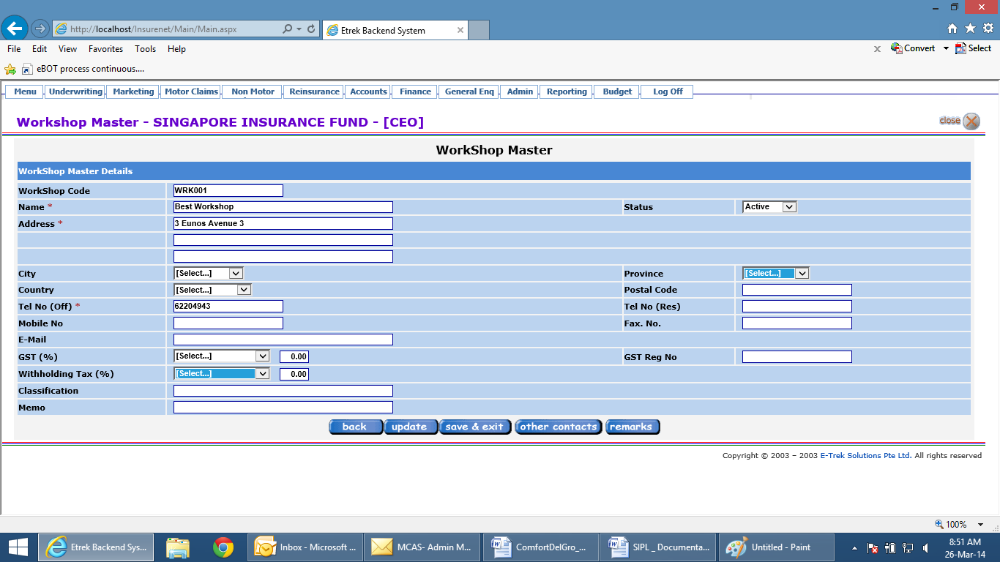 http://localhost/Insurenet/Main/Main.aspx
Etrek Backend System
File Edit View Favorites Tools Help
x Convert Select
eBOT process continuous....
Menu Underwriting Marketing Motor Claims Non Motor Reinsurance Accounts Finance General Enq Admin Reporting Budget Log Off
Workshop Master - SINGAPORE INSURANCE FUND - [CEO] close
WorkShop Master
WorkShop Master Details
WorkShop Code WRK001
Name * Best Workshop Status Active
Address * 3 Eunos Avenue 3
City [Select...] Province [Select...]
Country [Select...] Postal Code
Tel No (Off) * 62204943 Tel No (Res)
Mobile No Fax. No.
E-Mail
GST (%) [Select...] 0.00 GST Reg No
Withholding Tax (%) [Select...] 0.00
Classification
Memo
back update save & exit other contacts remarks
Copyright © 2003 – 2003 E-Trek Solutions Pte Ltd. All rights reserved
100%
Etrek Backend Sys... Inbox - Microsoft ... MCAS- Admin M... ComfortDelGro_... SIPL _ Documenta... Untitled - Paint
8:51 AM
26-Mar-14